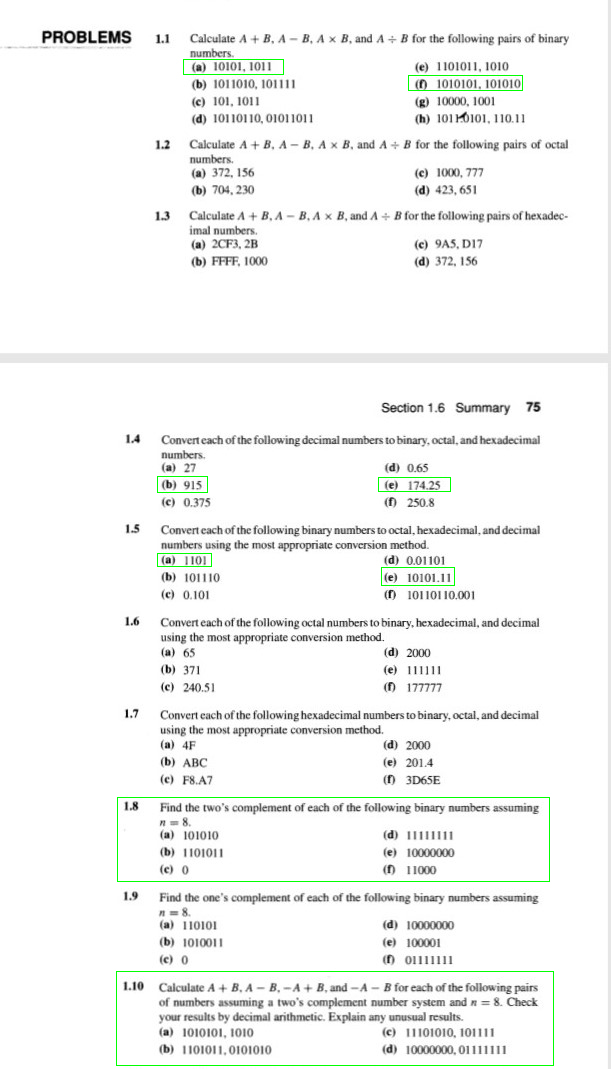 PROBLEMS 1.1 Calculate A + B, A − B, A × B, and A ÷ B for the following pairs of binary
numbers.
(a) 10101, 1011 (e) 1101011, 1010
(b) 1011010, 101111 (f) 1010101, 101010
(c) 101, 1011 (g) 10000, 1001
(d) 10110110, 01011011 (h) 10110101, 110.11
1.2 Calculate A + B, A − B, A × B, and A ÷ B for the following pairs of octal
numbers.
(a) 372, 156 (c) 1000, 777
(b) 704, 230 (d) 423, 651
1.3 Calculate A + B, A − B, A × B, and A ÷ B for the following pairs of hexadec-
imal numbers.
(a) 2CF3, 2B (c) 9A5, D17
(b) FFFF, 1000 (d) 372, 156
Section 1.6 Summary 75
1.4 Convert each of the following decimal numbers to binary, octal, and hexadecimal
numbers.
(a) 27 (d) 0.65
(b) 915 (e) 174.25
(c) 0.375 (f) 250.8
1.5 Convert each of the following binary numbers to octal, hexadecimal, and decimal
numbers using the most appropriate conversion method.
(a) 1101 (d) 0.01101
(b) 101110 (e) 10101.11
(c) 0.101 (f) 10110110.001
1.6 Convert each of the following octal numbers to binary, hexadecimal, and decimal
using the most appropriate conversion method.
(a) 65 (d) 2000
(b) 371 (e) 111111
(c) 240.51 (f) 177777
1.7 Convert each of the following hexadecimal numbers to binary, octal, and decimal
using the most appropriate conversion method.
(a) 4F (d) 2000
(b) ABC (e) 201.4
(c) F8.A7 (f) 3D65E
1.8 Find the two's complement of each of the following binary numbers assuming
n = 8.
(a) 101010 (d) 11111111
(b) 1101011 (e) 10000000
(c) 0 (f) 11000
1.9 Find the one's complement of each of the following binary numbers assuming
n = 8.
(a) 110101 (d) 10000000
(b) 1010011 (e) 100001
(c) 0 (f) 01111111
1.10 Calculate A + B, A − B, −A + B, and −A − B for each of the following pairs
of numbers assuming a two's complement number system and n = 8. Check
your results by decimal arithmetic. Explain any unusual results.
(a) 1010101, 1010 (c) 11101010, 101111
(b) 1101011, 0101010 (d) 10000000, 01111111